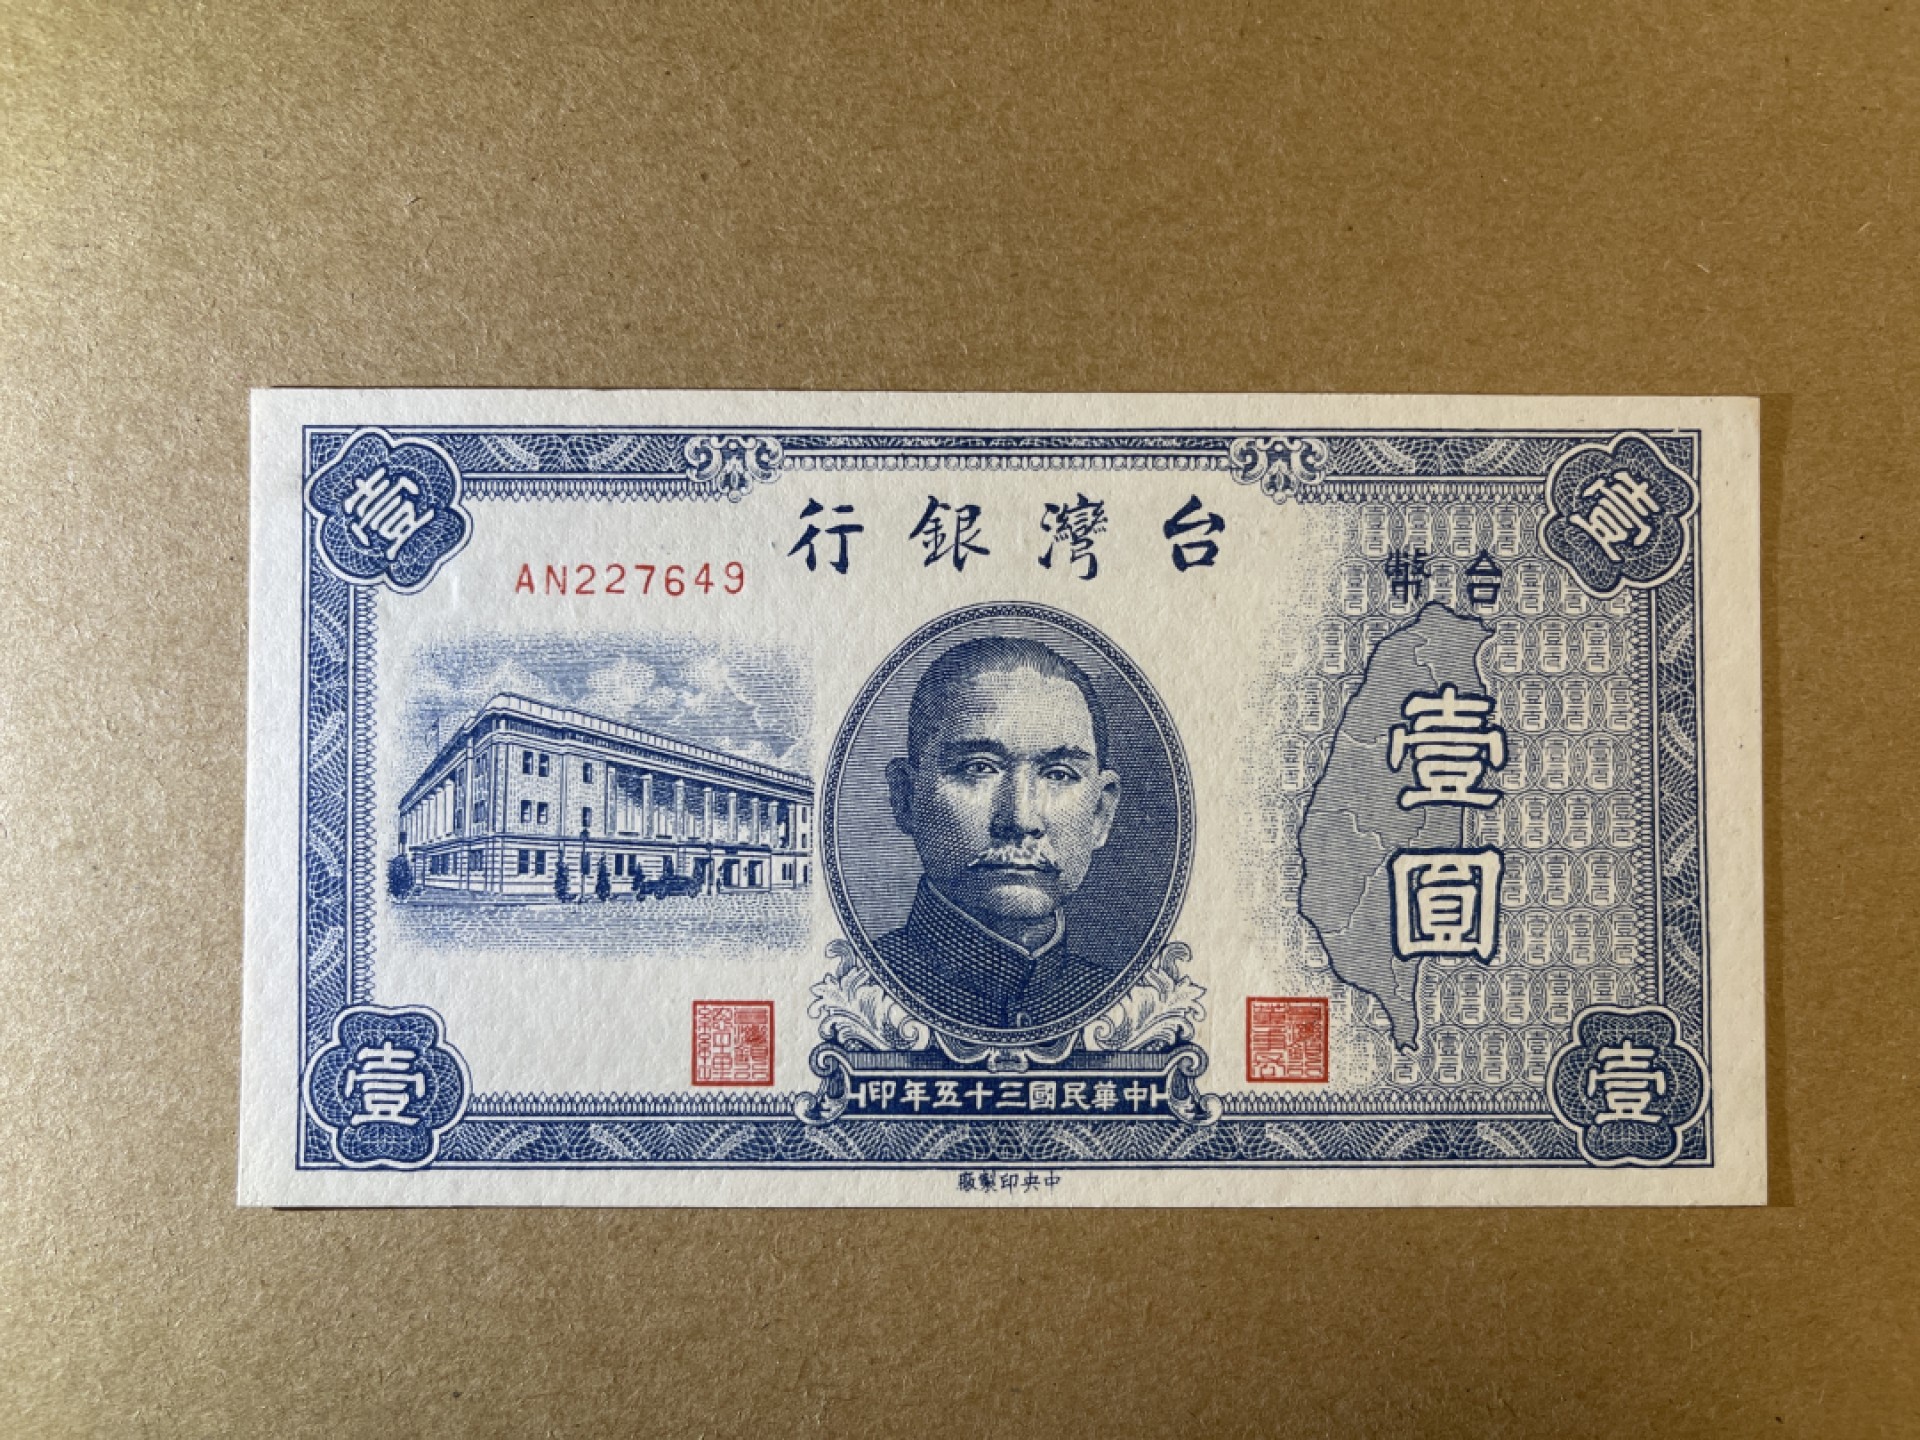 台灣銀行
AN227649
台幣
壹圓
壹
壹
壹
壹
中華民國三十五年印
中央印製廠